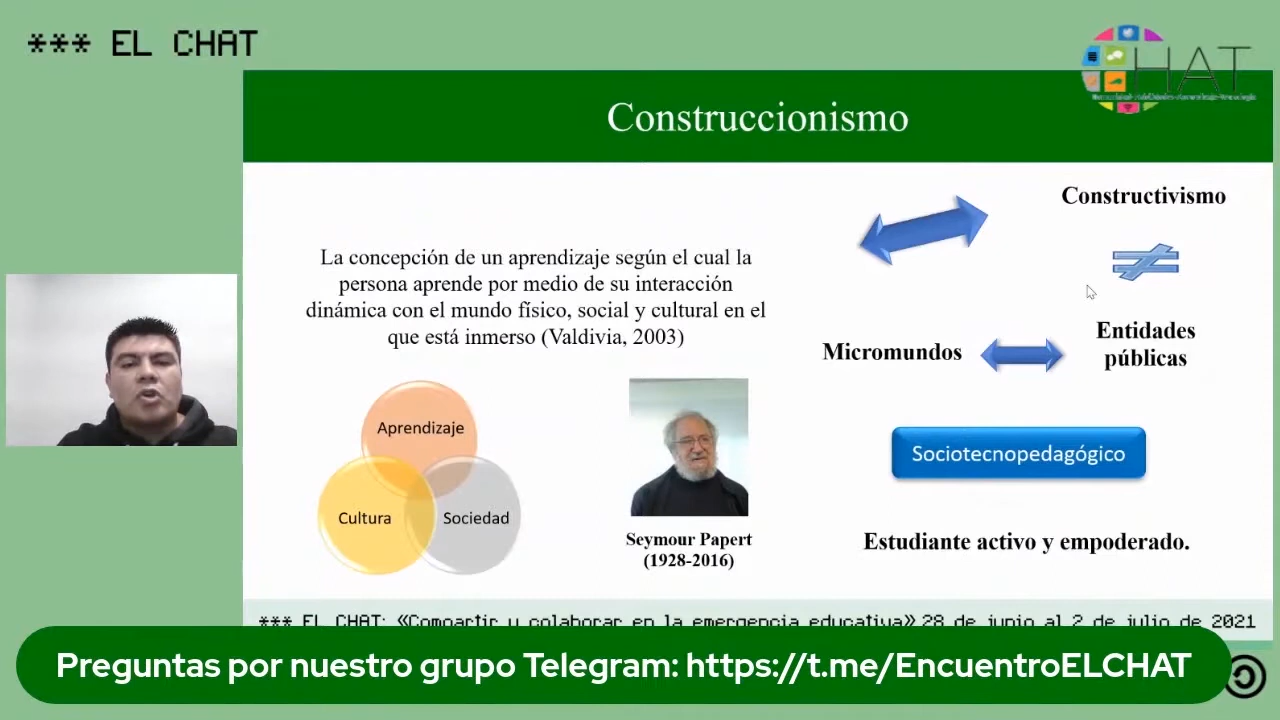 *** EL CHAT
HAT
Construccionismo
Constructivismo
La concepción de un aprendizaje según el cual la
persona aprende por medio de su interacción
dinámica con el mundo físico, social y cultural en el
que está inmerso (Valdivia, 2003)
Micromundos
Entidades
públicas
Aprendizaje
Cultura
Sociedad
Seymour Papert
(1928-2016)
Sociotecnopedagógico
Estudiante activo y empoderado.
*** EL CHAT: «Compartir y colaborar en la emergencia educativa» 28 de junio al 2 de julio de 2021
Preguntas por nuestro grupo Telegram: https://t.me/EncuentroELCHAT